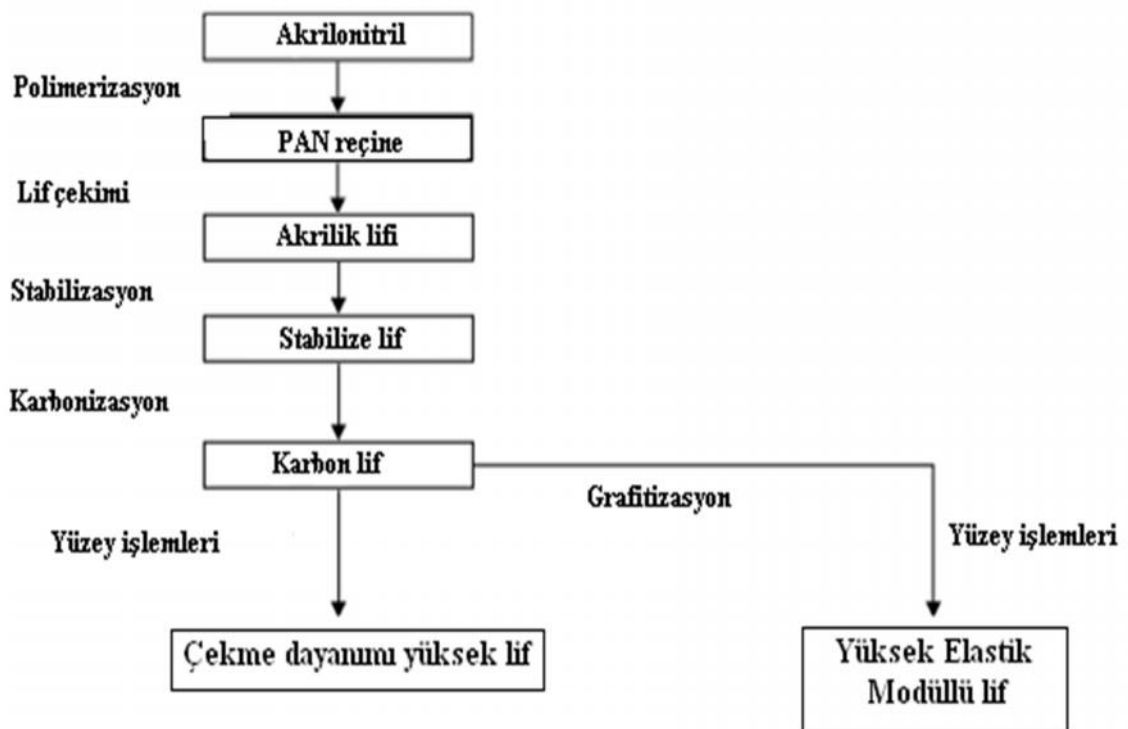 Akrilonitril
Polimerizasyon
PAN reçine
Lif çekimi
Akrilik lifi
Stabilizasyon
Stabilize lif
Karbonizasyon
Karbon lif
Grafitizasyon
Yüzey işlemleri
Yüzey işlemleri
Çekme dayanımı yüksek lif
Yüksek Elastik
Modüllü lif